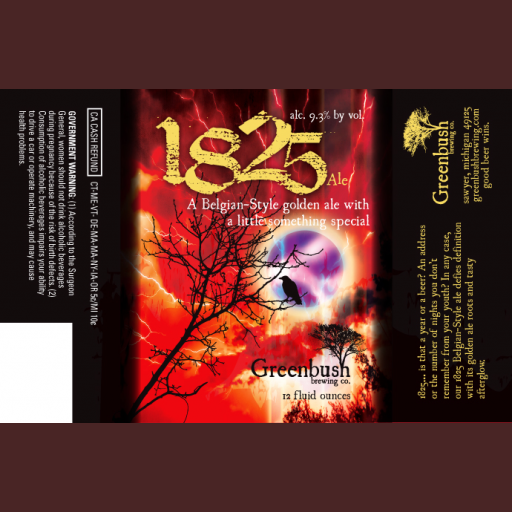 CA CASH REFUND CT-ME-VT-DE-MA-NY-IA-OR 5¢/MI 10¢
GOVERNMENT WARNING: (1) According to the Surgeon
General, women should not drink alcoholic beverages
during pregnancy because of the risk of birth defects. (2)
Consumption of alcoholic beverages impairs your ability
to drive a car or operate machinery, and may cause
health problems.
alc. 9.3% by vol.
1825
Ale
A Belgian-Style golden ale with
a little something special
Greenbush
brewing co.
12 fluid ounces
Greenbush
brewing co.
sawyer, michigan 49125
greenbushbrewing.com
good beer wins.
1825... is that a year or a beer? An address
or the number of nights you don't
remember from your youth? In any case,
our 1825 Belgian-Style ale defies definition
with its golden ale roots and tasty
afterglow.